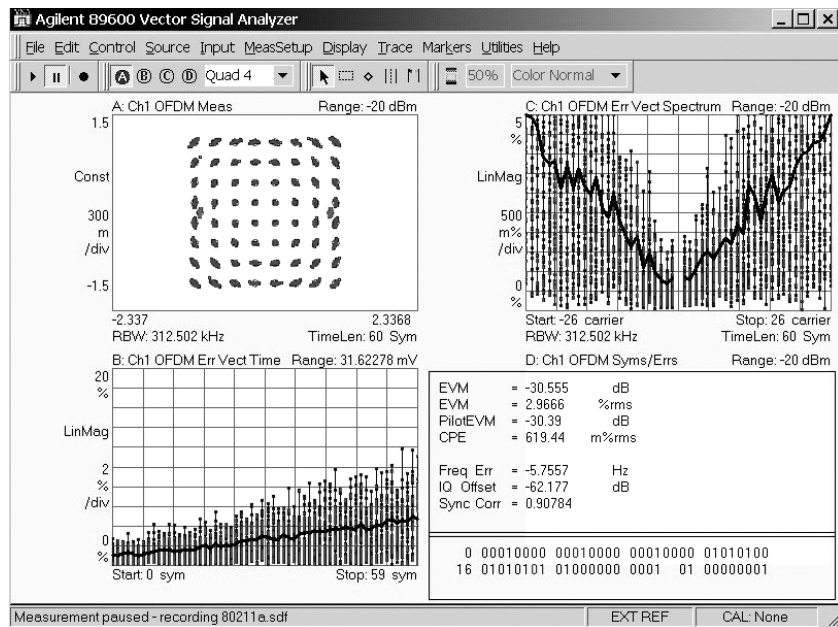 Agilent 89600 Vector Signal Analyzer
File Edit Control Source Input MeasSetup Display Trace Markers Utilities Help
A B C D Quad 4 50% Color Normal
A: Ch1 OFDM Meas Range: -20 dBm
1.5
Const
300
m
/div
-1.5
-2.337 2.3368
RBW: 312.502 kHz TimeLen: 60 Sym
C: Ch1 OFDM Err Vect Spectrum Range: -20 dBm
5
%
LinMag
500
m%
/div
0
%
Start: -26 carrier Stop: 26 carrier
RBW: 312.502 kHz TimeLen: 60 Sym
B: Ch1 OFDM Err Vect Time Range: 31.62278 mV
20
%
LinMag
2
%
/div
0
%
Start: 0 sym Stop: 59 sym
D: Ch1 OFDM Syms/Errs Range: -20 dBm
EVM = -30.555 dB
EVM = 2.9666 %rms
PilotEVM = -30.39 dB
CPE = 619.44 m%rms
Freq Err = -5.7557 Hz
IQ Offset = -62.177 dB
Sync Corr = 0.90784
0 00010000 00010000 00010000 01010100
16 01010101 01000000 0001 01 00000001
Measurement paused - recording 80211a.sdf EXT REF CAL: None